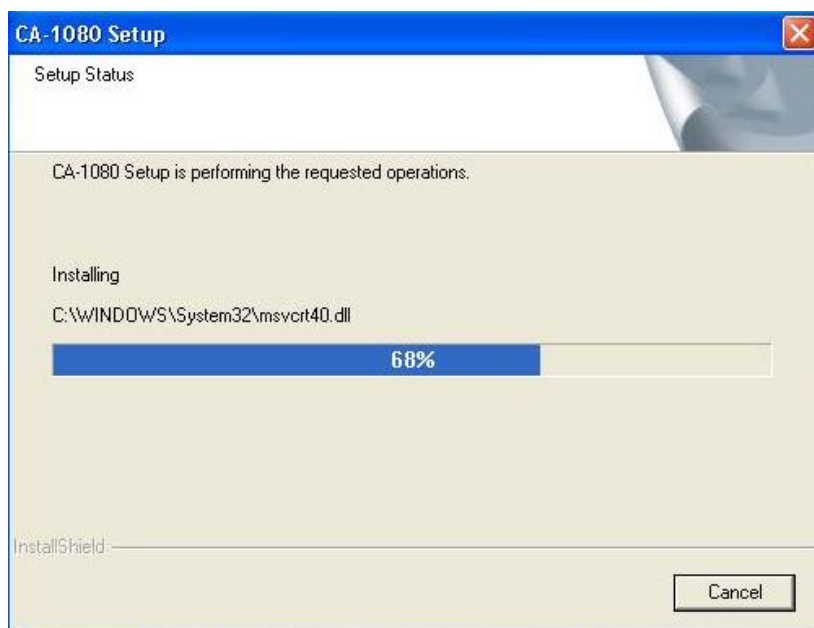 CA-1080 Setup
Setup Status
CA-1080 Setup is performing the requested operations.
Installing
C:\WINDOWS\System32\msvcrt40.dll
68%
InstallShield
Cancel